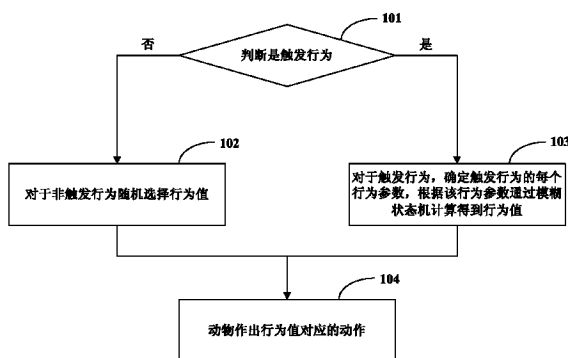 101
否
判断是触发行为
是
102
103
对于非触发行为随机选择行为值
对于触发行为，确定触发行为的每个
行为参数，根据该行为参数通过模糊
状态机计算得到行为值
104
动物作出行为值对应的动作